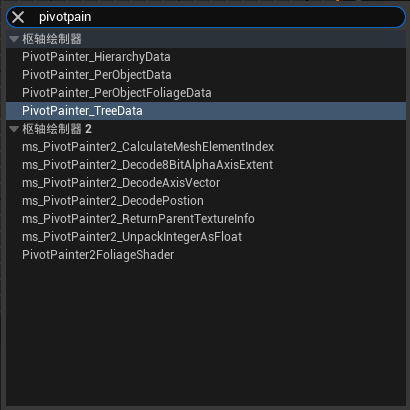 pivotpain
枢轴绘制器
PivotPainter_HierarchyData
PivotPainter_PerObjectData
PivotPainter_PerObjectFoliageData
PivotPainter_TreeData
枢轴绘制器 2
ms_PivotPainter2_CalculateMeshElementIndex
ms_PivotPainter2_Decode8BitAlphaAxisExtent
ms_PivotPainter2_DecodeAxisVector
ms_PivotPainter2_DecodePostion
ms_PivotPainter2_ReturnParentTextureInfo
ms_PivotPainter2_UnpackIntegerAsFloat
PivotPainter2FoliageShader